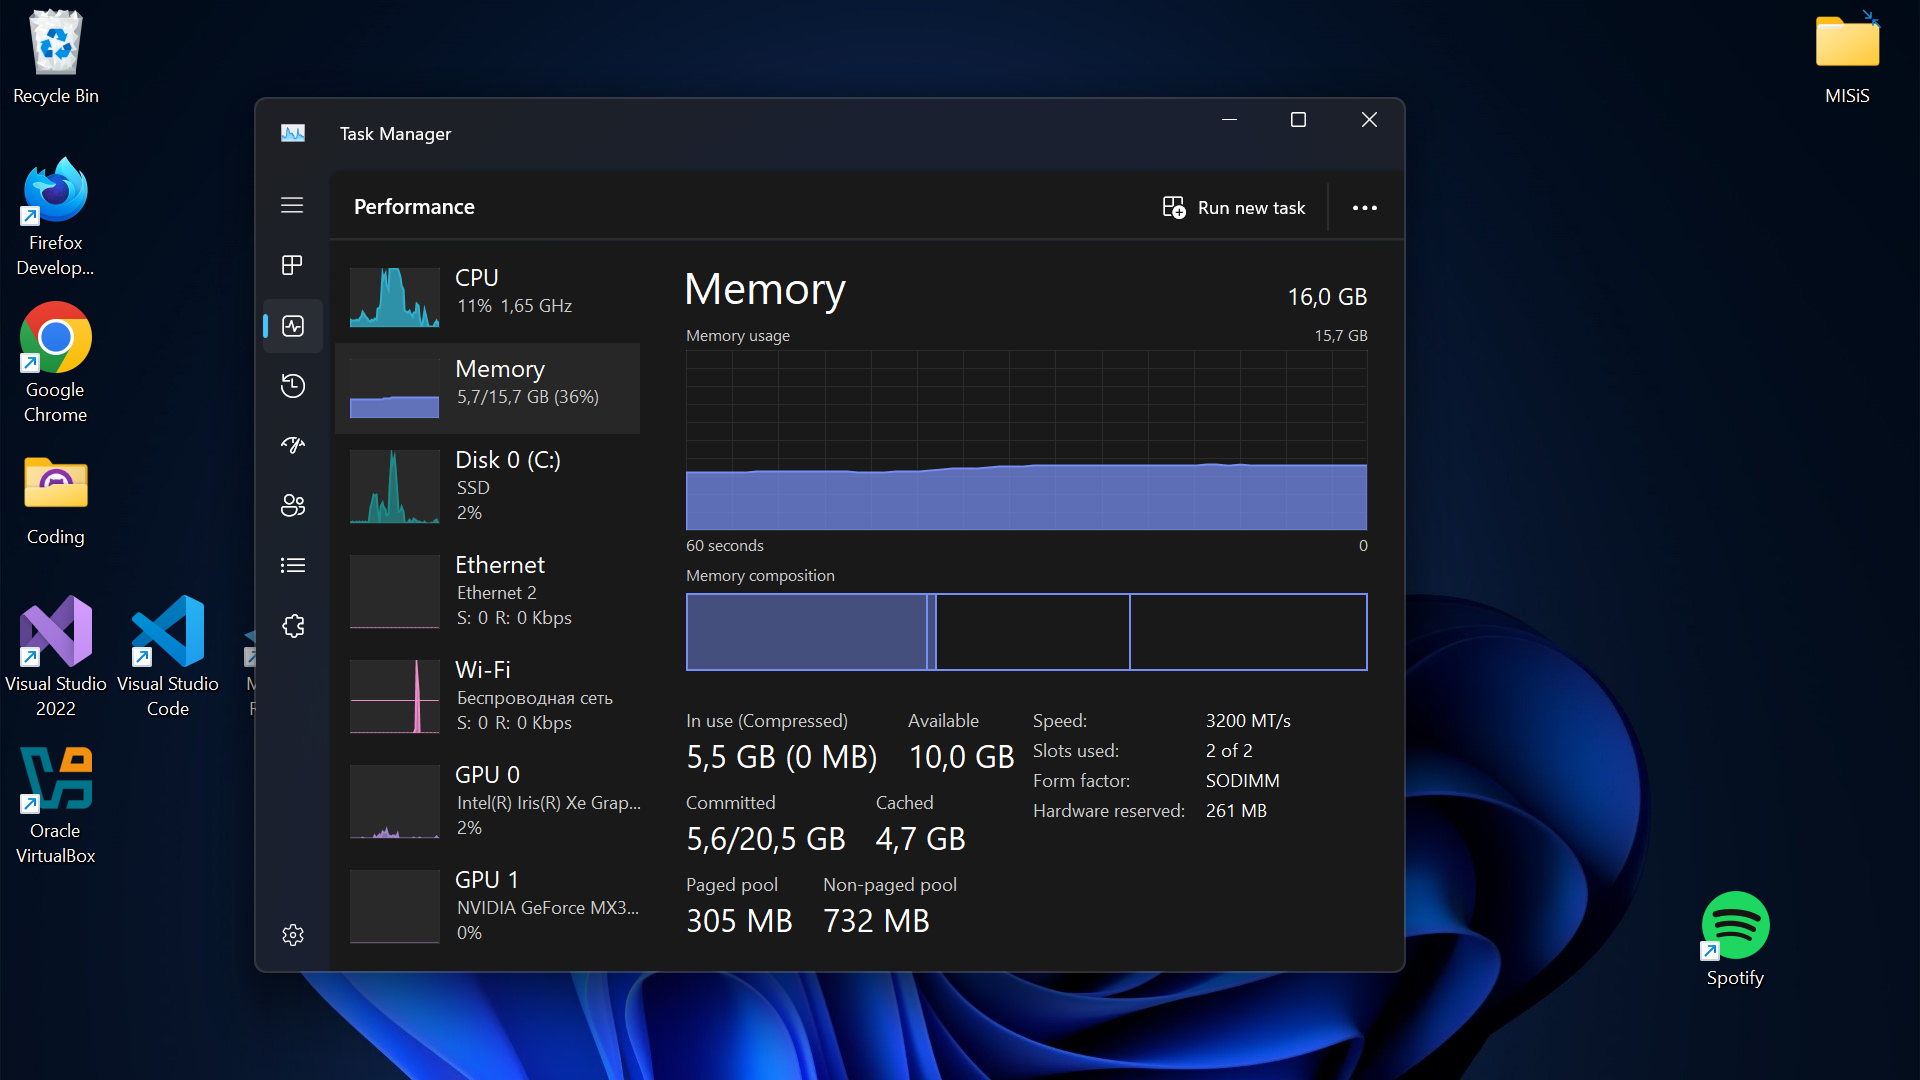 Recycle Bin
Firefox
Develop...
Google
Chrome
Coding
Visual Studio
2022
Visual Studio
Code
Oracle
VirtualBox
MISiS
Spotify
Task Manager
Performance
Run new task
CPU
11% 1,65 GHz
Memory
5,7/15,7 GB (36%)
Disk 0 (C:)
SSD
2%
Ethernet
Ethernet 2
S: 0 R: 0 Kbps
Wi-Fi
Беспроводная сеть
S: 0 R: 0 Kbps
GPU 0
Intel(R) Iris(R) Xe Grap...
2%
GPU 1
NVIDIA GeForce MX3...
0%
Memory 16,0 GB
Memory usage 15,7 GB
60 seconds 0
Memory composition
In use (Compressed) Available
5,5 GB (0 MB) 10,0 GB
Committed Cached
5,6/20,5 GB 4,7 GB
Paged pool Non-paged pool
305 MB 732 MB
Speed: 3200 MT/s
Slots used: 2 of 2
Form factor: SODIMM
Hardware reserved: 261 MB